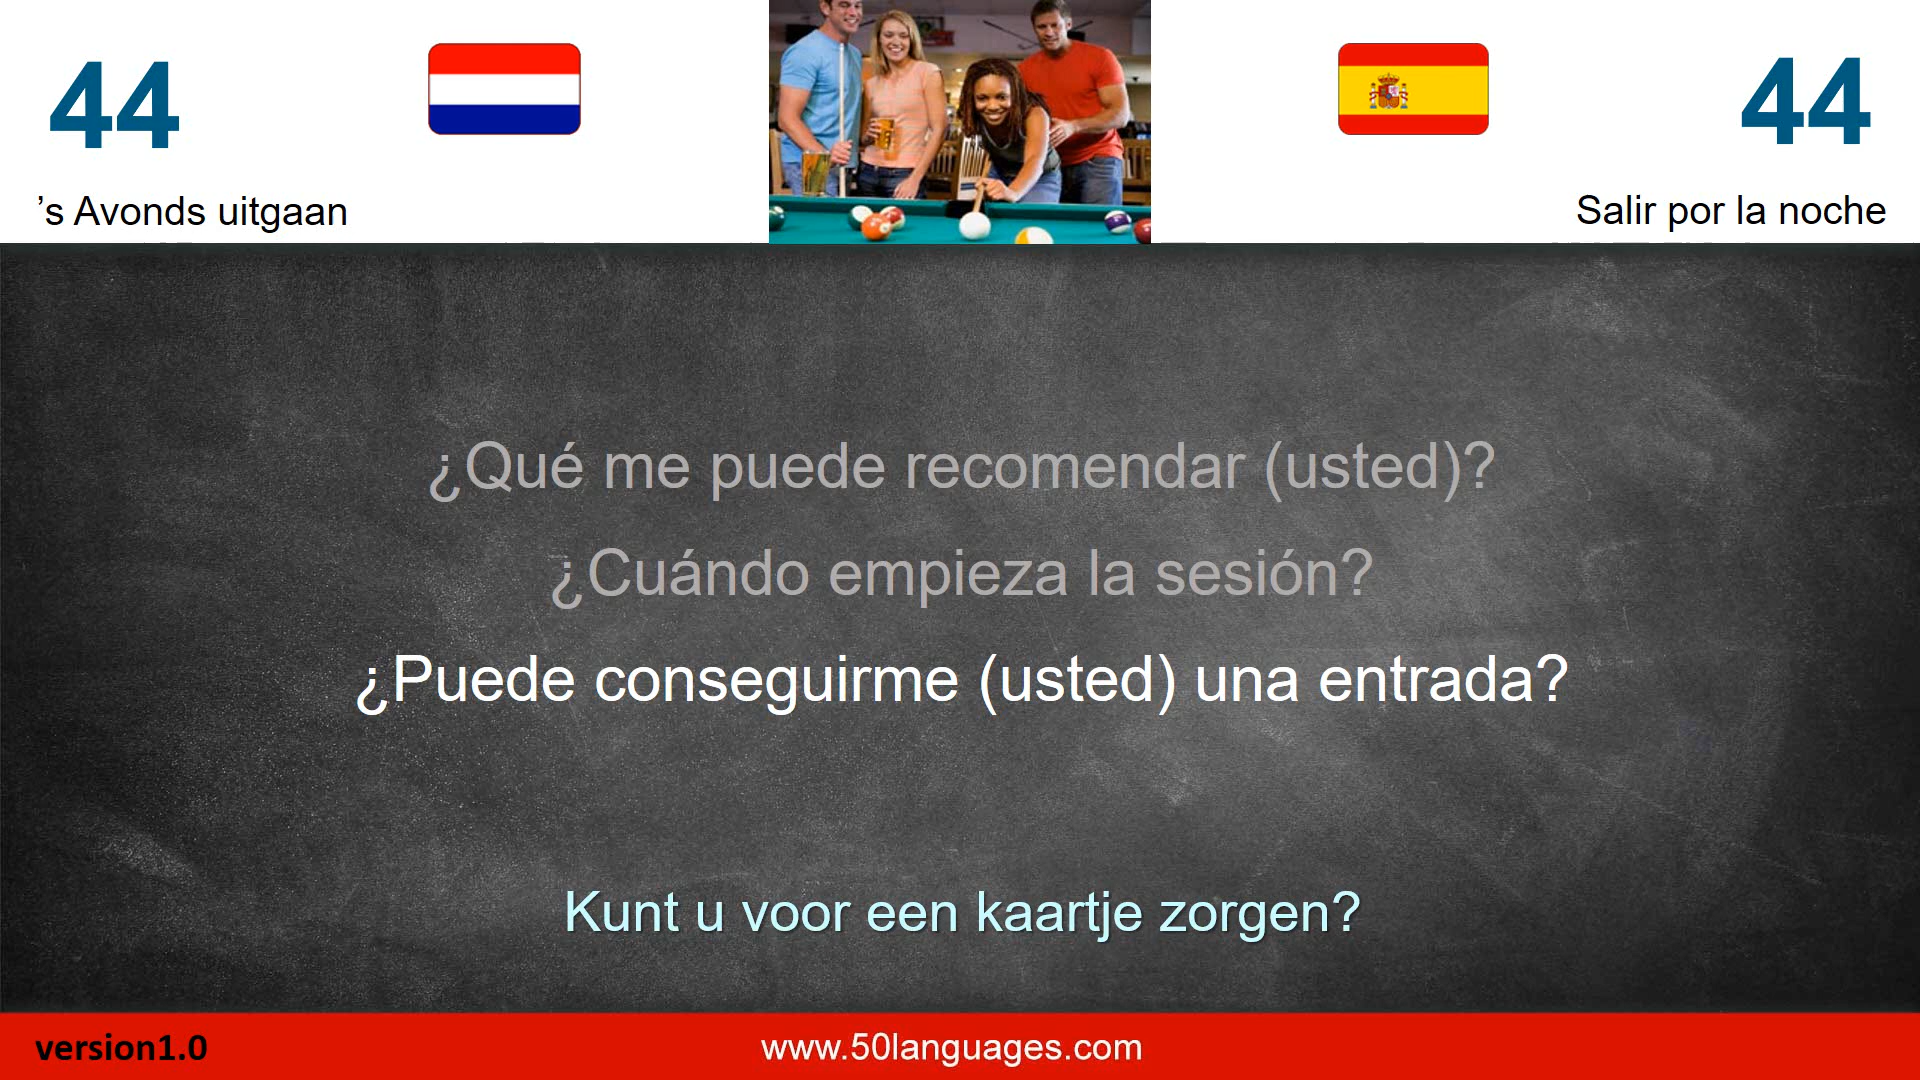 44
44
’s Avonds uitgaan
Salir por la noche
¿Qué me puede recomendar (usted)?
¿Cuándo empieza la sesión?
¿Puede conseguirme (usted) una entrada?
Kunt u voor een kaartje zorgen?
version1.0
www.50languages.com